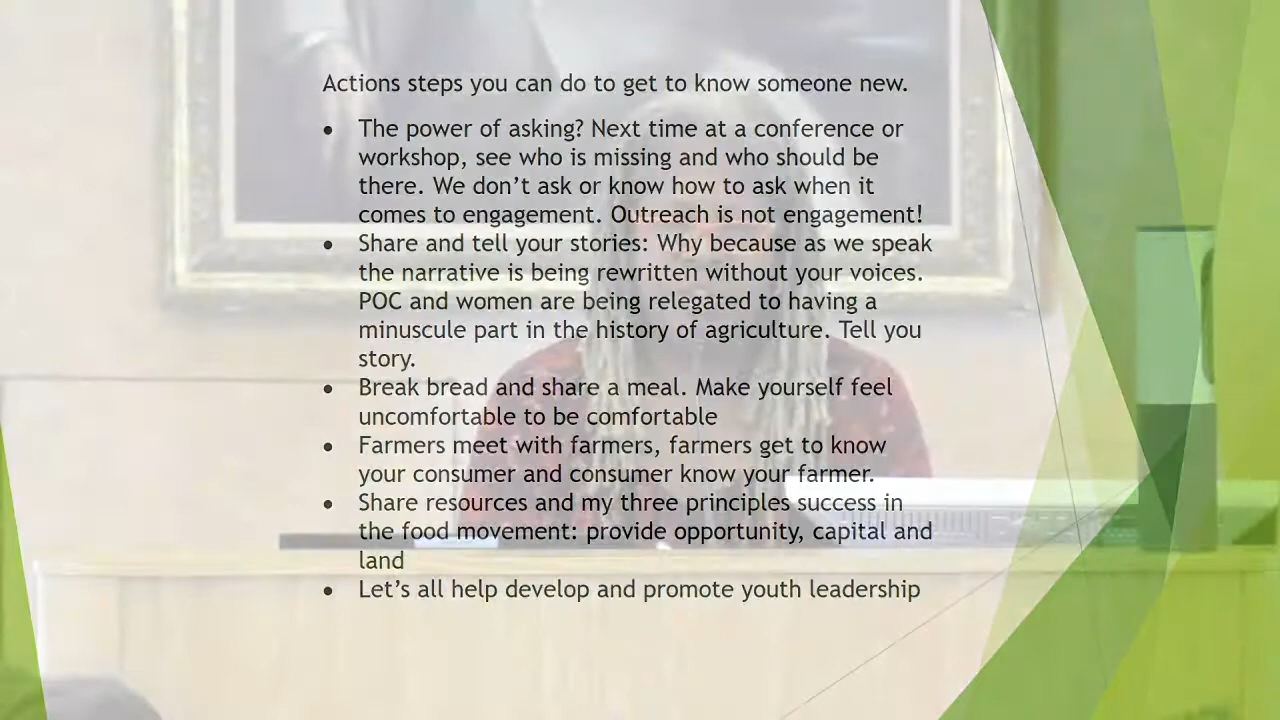 Actions steps you can do to get to know someone new.
• The power of asking? Next time at a conference or
workshop, see who is missing and who should be
there. We don’t ask or know how to ask when it
comes to engagement. Outreach is not engagement!
• Share and tell your stories: Why because as we speak
the narrative is being rewritten without your voices.
POC and women are being relegated to having a
minuscule part in the history of agriculture. Tell you
story.
• Break bread and share a meal. Make yourself feel
uncomfortable to be comfortable
• Farmers meet with farmers, farmers get to know
your consumer and consumer know your farmer.
• Share resources and my three principles success in
the food movement: provide opportunity, capital and
land
• Let’s all help develop and promote youth leadership